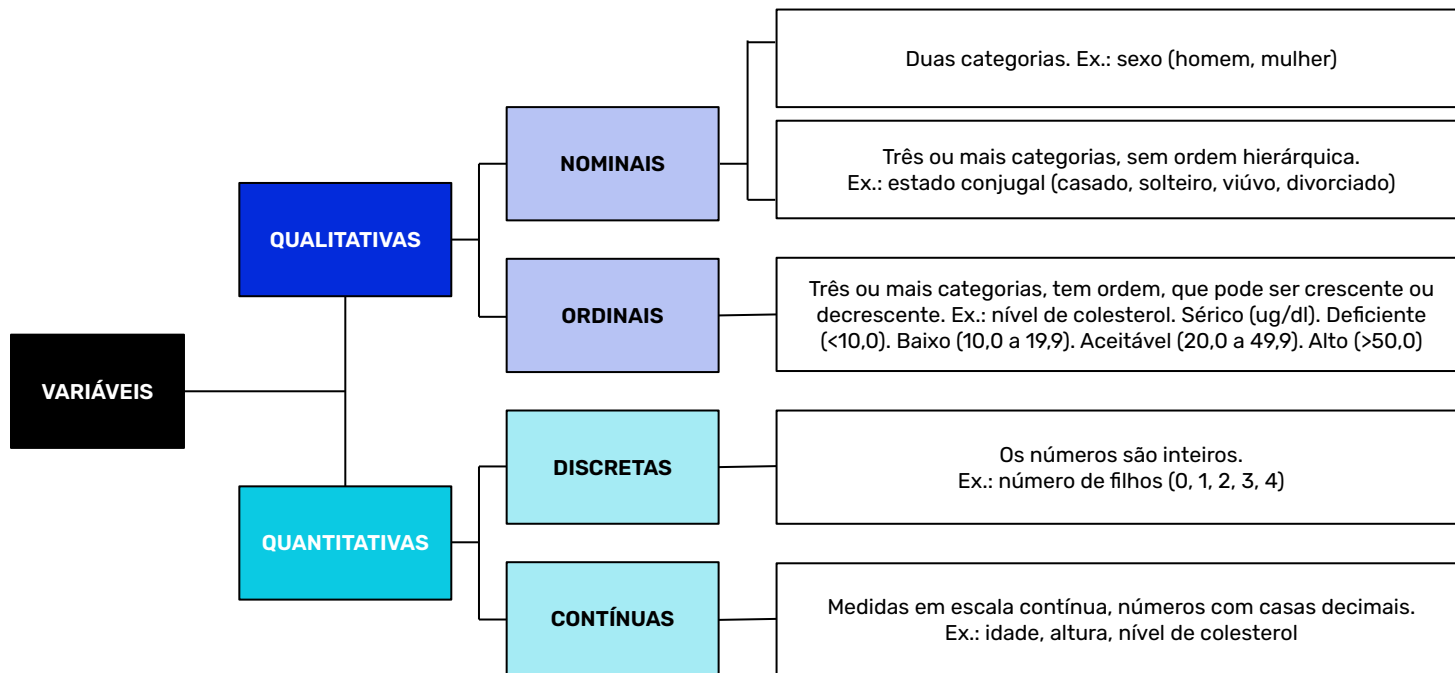 VARIÁVEIS
QUALITATIVAS
NOMINAIS
Duas categorias. Ex.: sexo (homem, mulher)
Três ou mais categorias, sem ordem hierárquica.
Ex.: estado conjugal (casado, solteiro, viúvo, divorciado)
ORDINAIS
Três ou mais categorias, tem ordem, que pode ser crescente ou
decrescente. Ex.: nível de colesterol. Sérico (ug/dl). Deficiente
(<10,0). Baixo (10,0 a 19,9). Aceitável (20,0 a 49,9). Alto (>50,0)
QUANTITATIVAS
DISCRETAS
Os números são inteiros.
Ex.: número de filhos (0, 1, 2, 3, 4)
CONTÍNUAS
Medidas em escala contínua, números com casas decimais.
Ex.: idade, altura, nível de colesterol